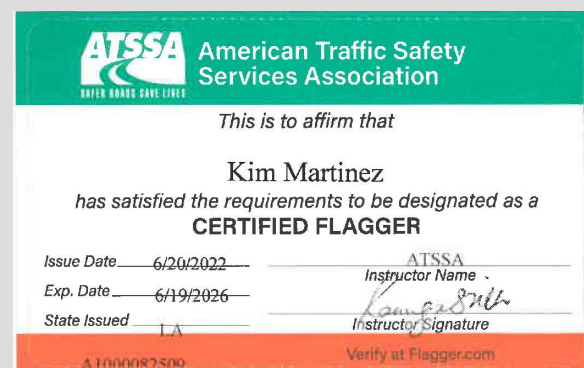 ATSSA
SAFER ROADS SAVE LIVES
American Traffic Safety
Services Association
This is to affirm that
Kim Martinez
has satisfied the requirements to be designated as a
CERTIFIED FLAGGER
Issue Date 6/20/2022
ATSSA
Instructor Name
Exp. Date 6/19/2026
State Issued LA
Instructor Signature
A1000082509
Verify at Flagger.com